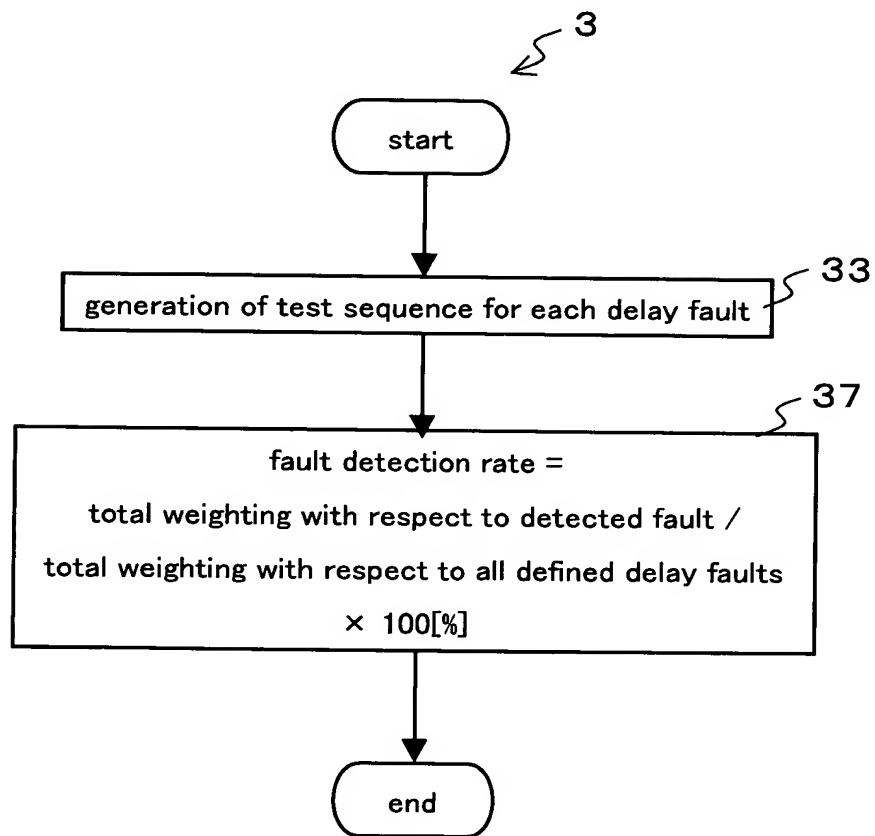 3
start
33
generation of test sequence for each delay fault
37
fault detection rate =
total weighting with respect to detected fault /
total weighting with respect to all defined delay faults
× 100[%]
end